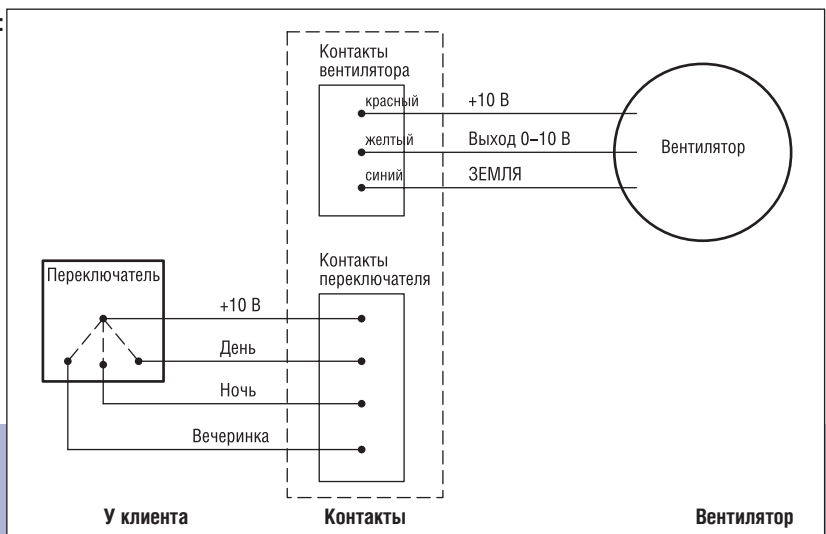 :
Контакты
вентилятора
красный +10 В
желтый Выход 0–10 В
синий ЗЕМЛЯ
Вентилятор
Контакты
переключателя
Переключатель
+10 В
День
Ночь
Вечеринка
У клиента Контакты Вентилятор